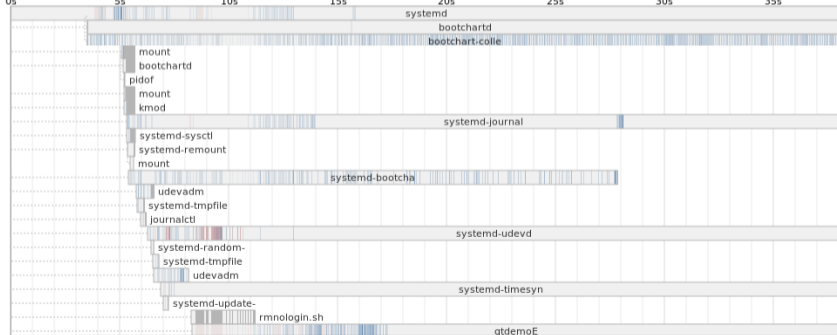 0s 5s 10s 15s 20s 25s 30s 35s
systemd
bootchartd
bootchart-colle
mount
bootchartd
pidof
mount
kmod
systemd-journal
systemd-sysctl
systemd-remount
mount
systemd-bootcha
udevadm
systemd-tmpfile
journalctl
systemd-udevd
systemd-random-
systemd-tmpfile
udevadm
systemd-timesyn
systemd-update-
rmnologin.sh
qtdemoE